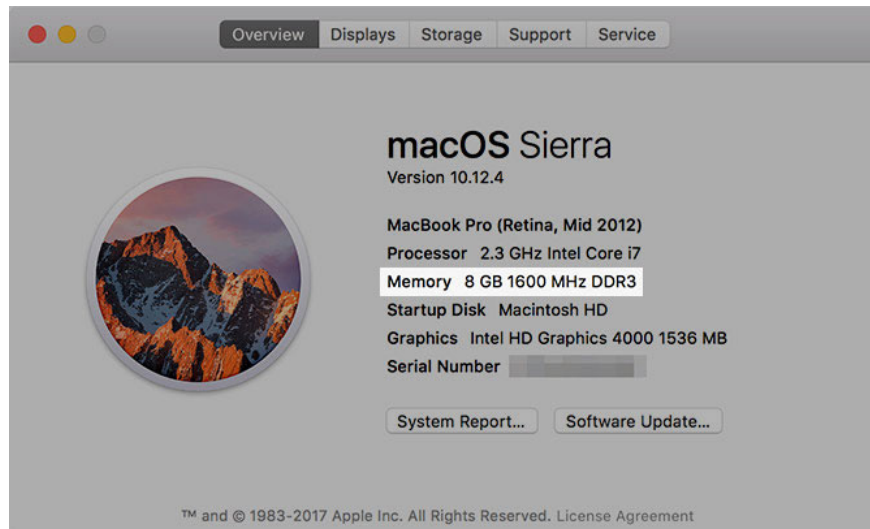 Overview Displays Storage Support Service
macOS Sierra
Version 10.12.4
MacBook Pro (Retina, Mid 2012)
Processor 2.3 GHz Intel Core i7
Memory 8 GB 1600 MHz DDR3
Startup Disk Macintosh HD
Graphics Intel HD Graphics 4000 1536 MB
Serial Number
System Report... Software Update...
™ and © 1983-2017 Apple Inc. All Rights Reserved. License Agreement